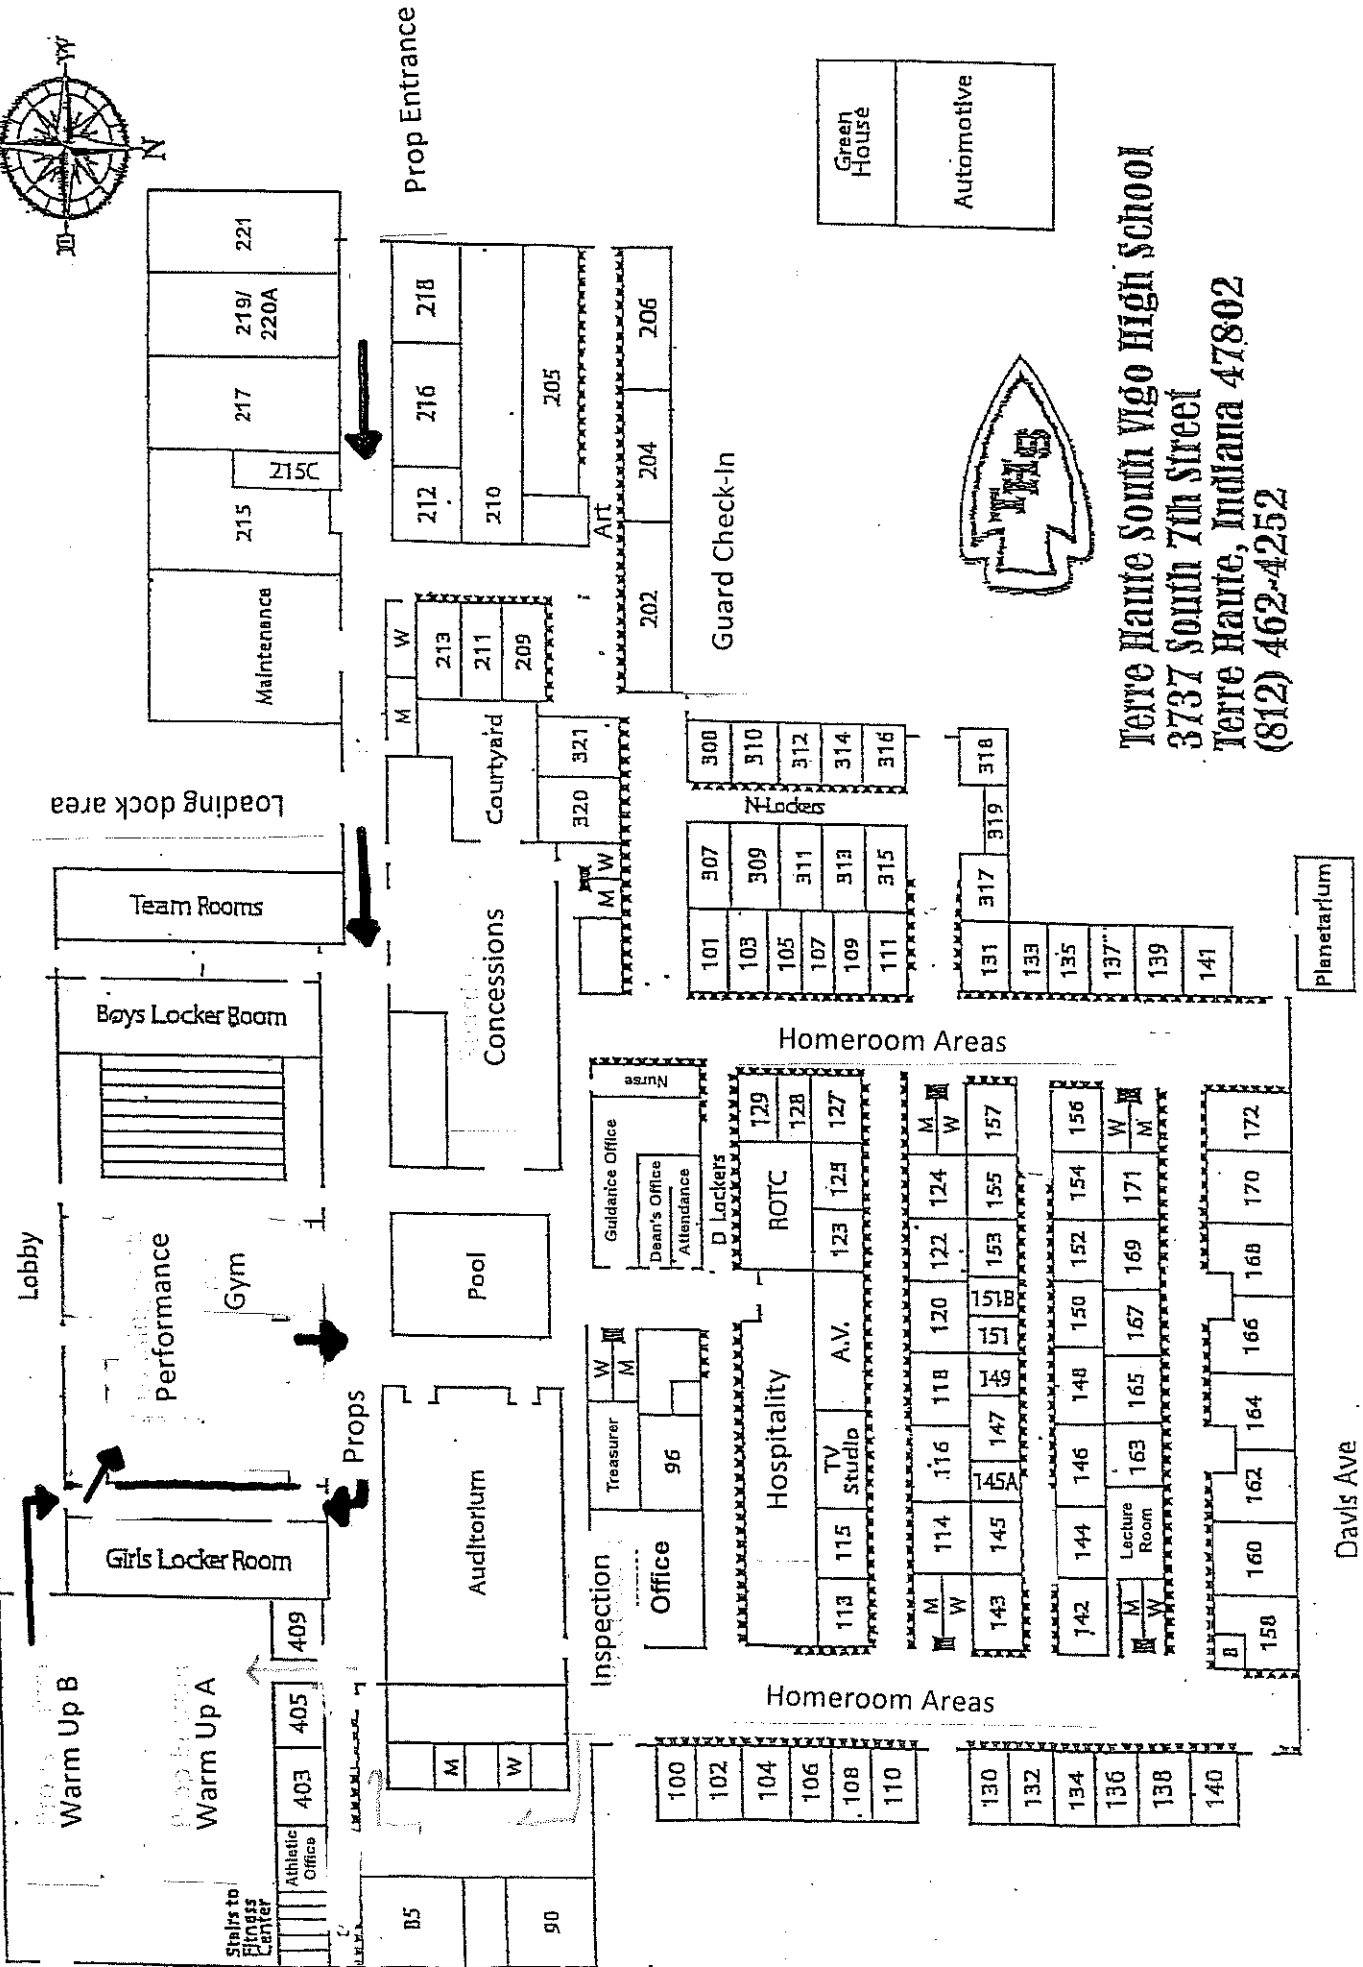 Lobby
Loading dock area
E
W
N
Warm Up B
Warm Up A
Girls Locker Room
Performance
Gym
Boys Locker Room
Team Rooms
Maintenance
215
215C
217
219/
220A
221
Stairs to
Fitness
Center
Athletic
Office
403
405
409
Props
Prop Entrance
85
90
M
W
Auditorium
Pool
Concessions
Courtyard
M
W
213
211
209
212
216
218
210
205
320
321
Art
202
204
206
Green
House
Automotive
Inspection
Office
Treasurer
96
W
M
Guidance Office
Dean's Office
Attendance
Nurse
M
W
Guard Check-In
D Lockers
100
102
104
106
108
110
Homeroom Areas
Hospitality
113
115
TV
Studio
A.V.
ROTC
123
125
129
128
127
Homeroom Areas
101
103
105
107
109
111
307
309
311
313
315
N-Lockers
308
310
312
314
316
M
W
114
116
118
120
122
124
M
W
143
145
145A
147
149
151
151B
153
155
157
317
319
318
130
132
134
136
138
140
131
133
135
137
139
141
142
144
146
148
150
152
154
156
M
W
Lecture
Room
163
165
167
169
171
W
M
B
158
160
162
164
166
168
170
172
Planetarium
Davis Ave
Terre Haute South Vigo High School
3737 South 7th Street
Terre Haute, Indiana 47802
(812) 462-4252